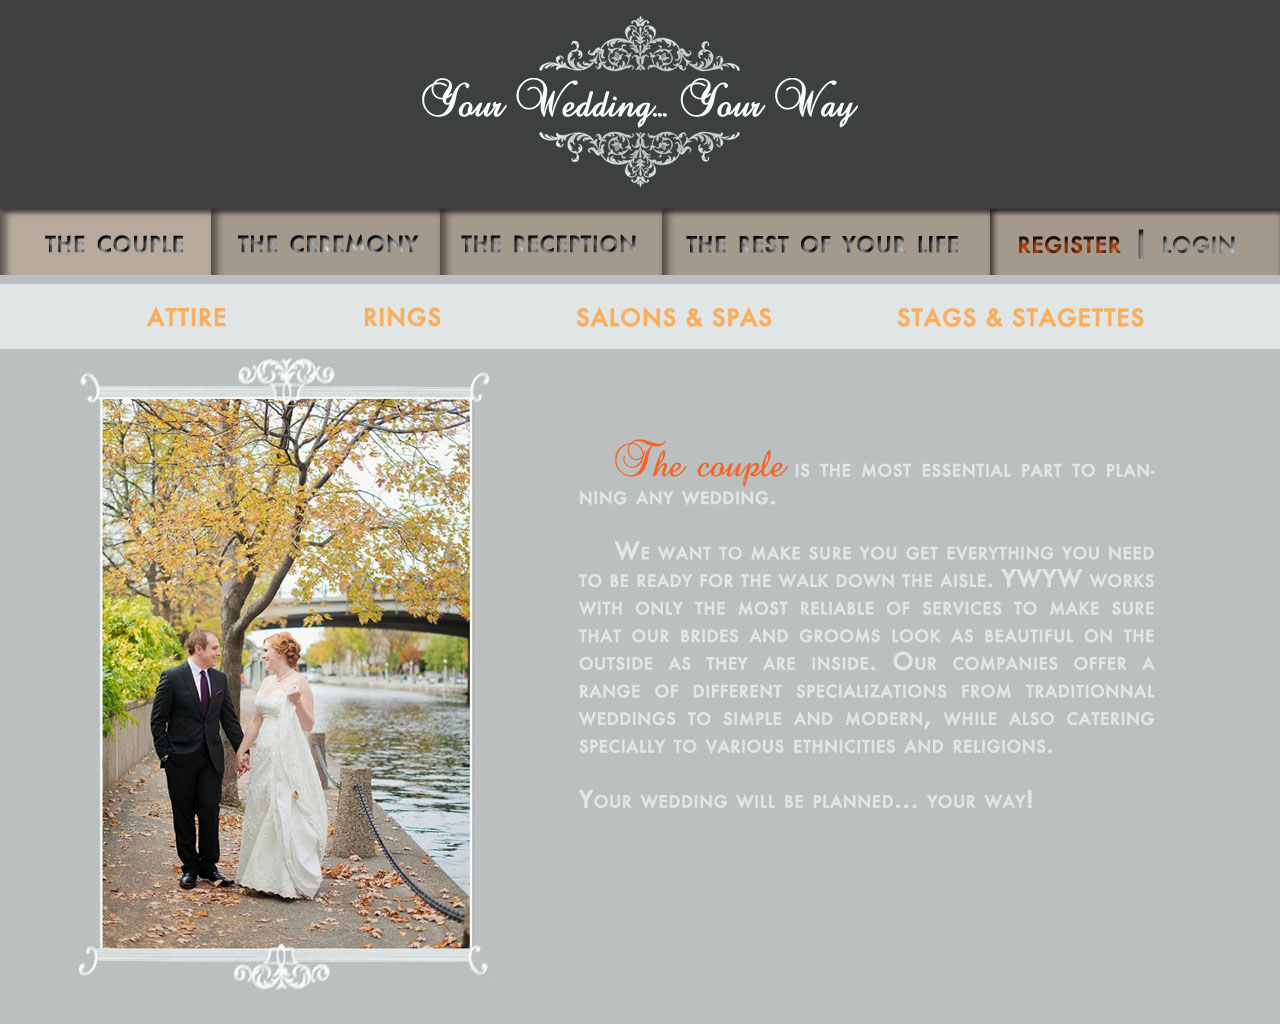 Your Wedding... Your Way
THE COUPLE THE CEREMONY THE RECEPTION THE REST OF YOUR LIFE REGISTER | LOGIN
ATTIRE RINGS SALONS & SPAS STAGS & STAGETTES
The couple is the most essential part to plan-
ning any wedding.
We want to make sure you get everything you need
to be ready for the walk down the aisle. YWYW works
with only the most reliable of services to make sure
that our brides and grooms look as beautiful on the
outside as they are inside. Our companies offer a
range of different specializations from traditionnal
weddings to simple and modern, while also catering
specially to various ethnicities and religions.
Your wedding will be planned... your way!